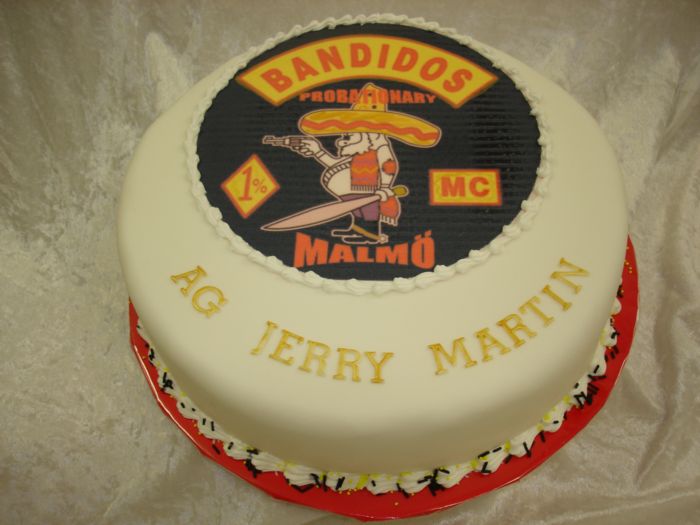 BANDIDOS
PROBATIONARY
1%
MC
MALMÖ
AG JERRY MARTIN